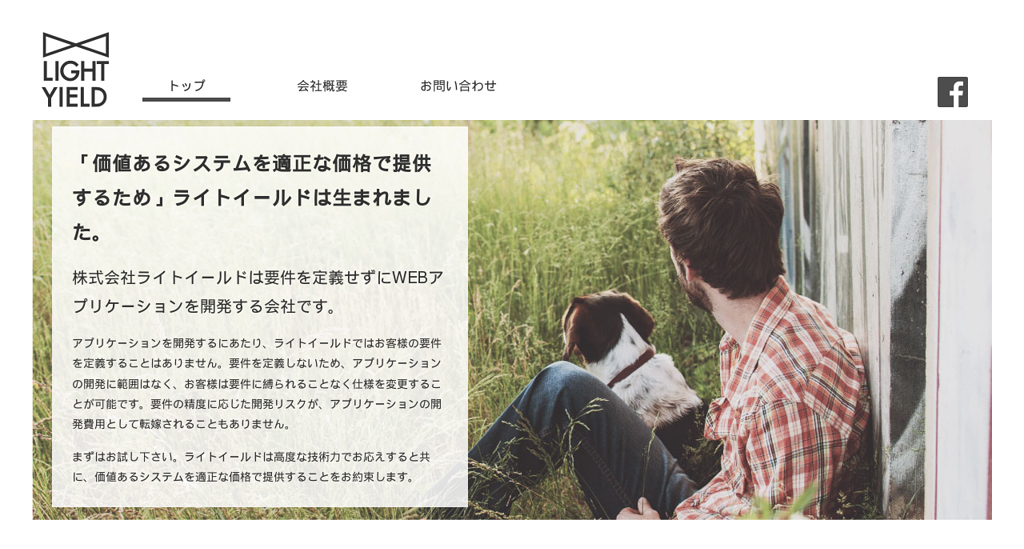 LIGHT
YIELD
トップ
会社概要
お問い合わせ
「価値あるシステムを適正な価格で提供
するため」ライトイールドは生まれまし
た。
株式会社ライトイールドは要件を定義せずにWEBア
プリケーションを開発する会社です。
アプリケーションを開発するにあたり、ライトイールドではお客様の要件
を定義することはありません。要件を定義しないため、アプリケーション
の開発に範囲はなく、お客様は要件に縛られることなく仕様を変更するこ
とが可能です。要件の精度に応じた開発リスクが、アプリケーションの開
発費用として転嫁されることもありません。
まずはお試し下さい。ライトイールドは高度な技術力でお応えすると共
に、価値あるシステムを適正な価格で提供することをお約束します。